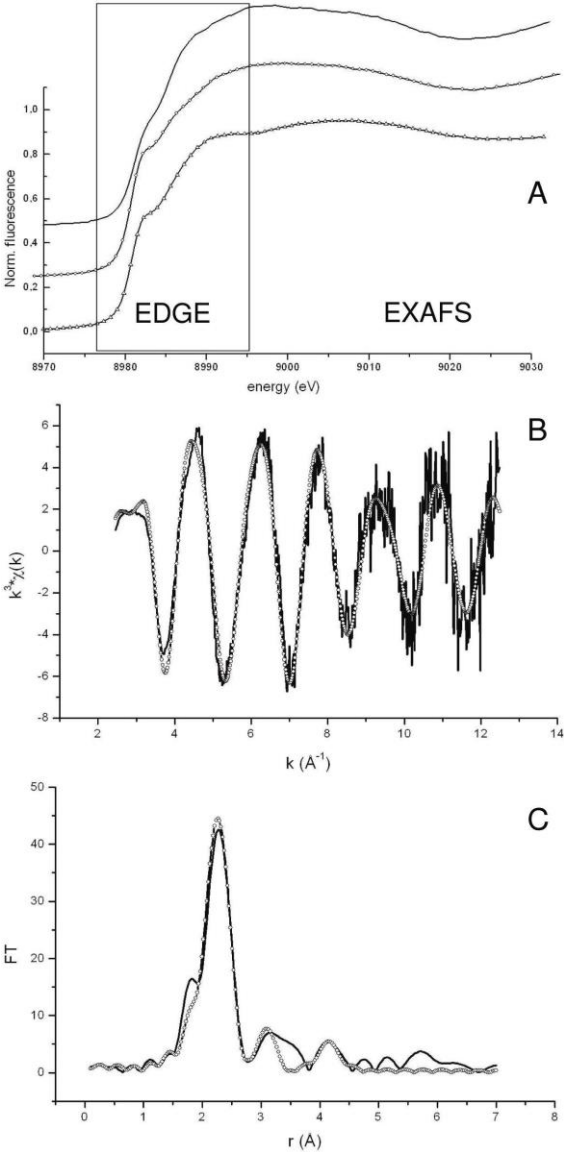 1,0
0,8
0,6
0,4
0,2
0,0
Norm. fluorescence
A
EDGE
EXAFS
8970 8980 8990 9000 9010 9020 9030
energy (eV)
B
6
4
2
0
-2
-4
-6
-8
k³*χ(k)
2 4 6 8 10 12 14
k (Å⁻¹)
C
50
40
30
20
10
0
FT
0 1 2 3 4 5 6 7 8
r (Å)